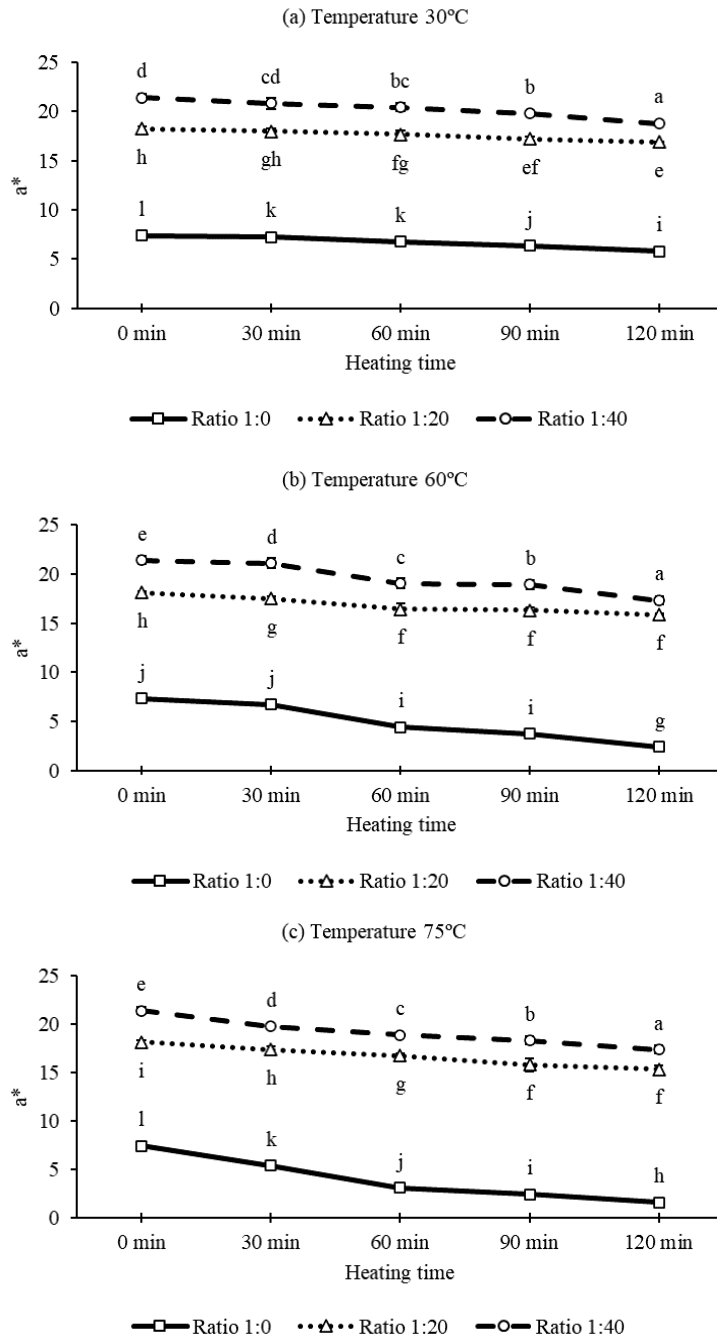 (a) Temperature 30ºC
25
20
15
10
5
0
a*
d cd bc b a
h gh fg ef e
l k k j i
0 min 30 min 60 min 90 min 120 min
Heating time
Ratio 1:0 Ratio 1:20 Ratio 1:40
(b) Temperature 60ºC
25
20
15
10
5
0
a*
e d c b a
h g f f f
j j i i g
0 min 30 min 60 min 90 min 120 min
Heating time
Ratio 1:0 Ratio 1:20 Ratio 1:40
(c) Temperature 75ºC
25
20
15
10
5
0
a*
e d c b a
i h g f f
l k j i h
0 min 30 min 60 min 90 min 120 min
Heating time
Ratio 1:0 Ratio 1:20 Ratio 1:40